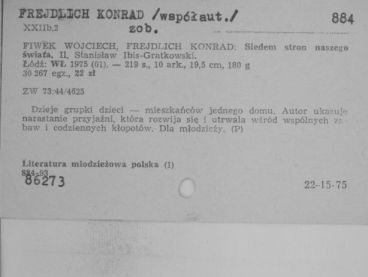 FREJDLICH KONRAD /współaut./ 884
XXIIb,2 zob.
FIWEK WOJCIECH, FREJDLICH KONRAD: Siedem stron naszego
świata. Il. Stanisław Ibis-Gratkowski.
Łódź: WŁ 1975 (01). — 219 s., 10 ark., 19,5 cm, 180 g
30 267 egz., 22 zł
ZW 73:44/4625
Dzieje grupki dzieci — mieszkańców jednego domu. Autor ukazuje
narastanie przyjaźni, która rozwija się i utrwala wśród wspólnych za-
baw i codziennych kłopotów. Dla młodzieży. (P)
Literatura młodzieżowa polska (1)
884-93
86273 22-15-75